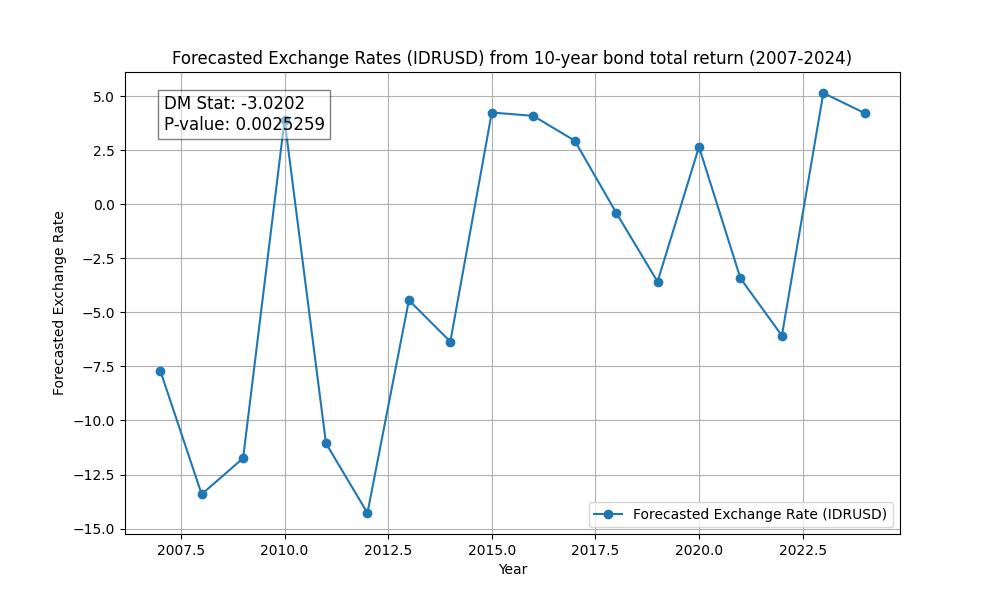 Forecasted Exchange Rates (IDRUSD) from 10-year bond total return (2007-2024)
DM Stat: -3.0202
P-value: 0.0025259
5.0
2.5
0.0
−2.5
−5.0
−7.5
−10.0
−12.5
−15.0
Forecasted Exchange Rate
Forecasted Exchange Rate (IDRUSD)
2007.5 2010.0 2012.5 2015.0 2017.5 2020.0 2022.5
Year